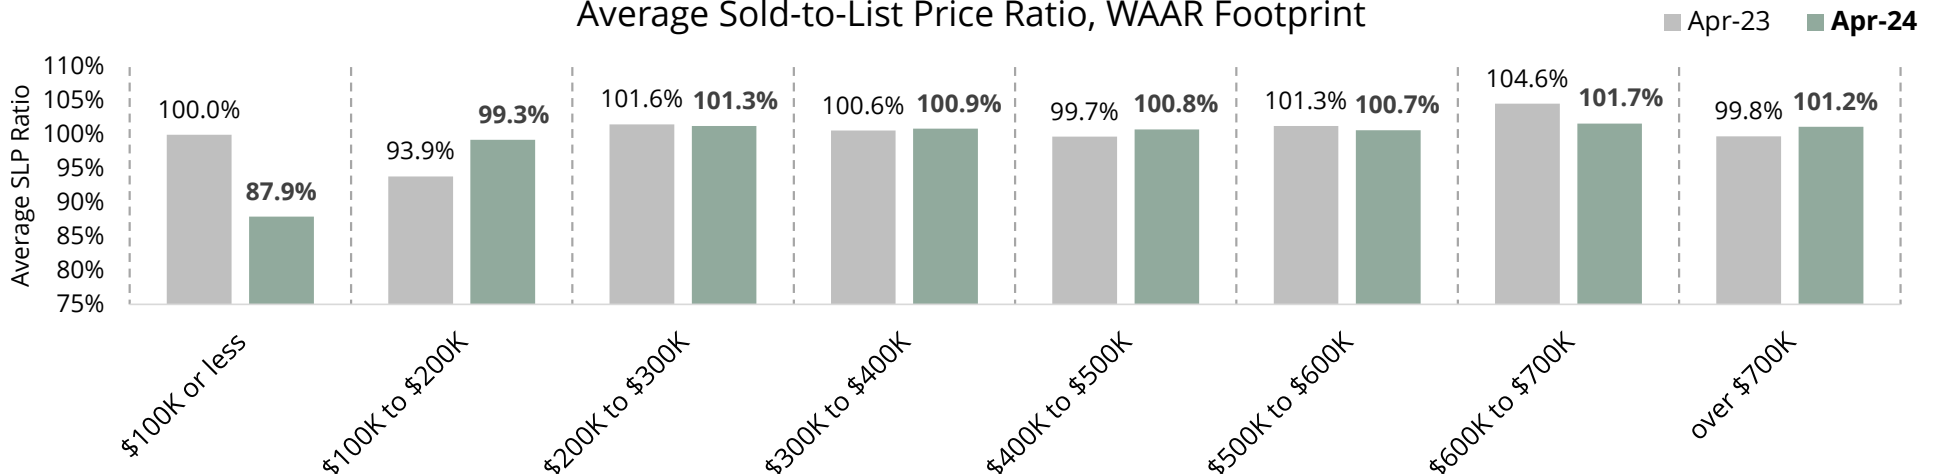 Average Sold-to-List Price Ratio, WAAR Footprint
Apr-23 Apr-24
Average SLP Ratio
110%
105%
100%
95%
90%
85%
80%
75%
100.0% 87.9%
93.9% 99.3%
101.6% 101.3%
100.6% 100.9%
99.7% 100.8%
101.3% 100.7%
104.6% 101.7%
99.8% 101.2%
$100K or less
$100K to $200K
$200K to $300K
$300K to $400K
$400K to $500K
$500K to $600K
$600K to $700K
over $700K